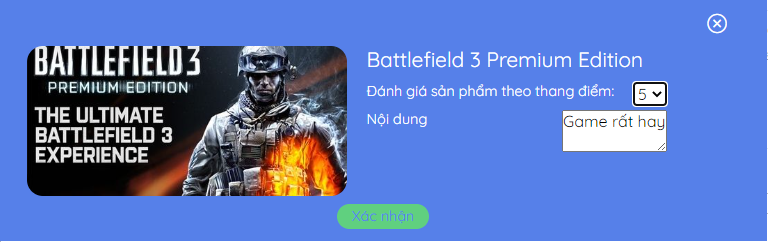 BATTLEFIELD 3
PREMIUM EDITION
THE ULTIMATE
BATTLEFIELD 3
EXPERIENCE
Battlefield 3 Premium Edition
Đánh giá sản phẩm theo thang điểm: 5
Nội dung
Game rất hay
Xác nhận